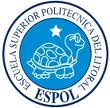 ESCUELA SUPERIOR POLITECNICA DEL LITORAL
ESPOL